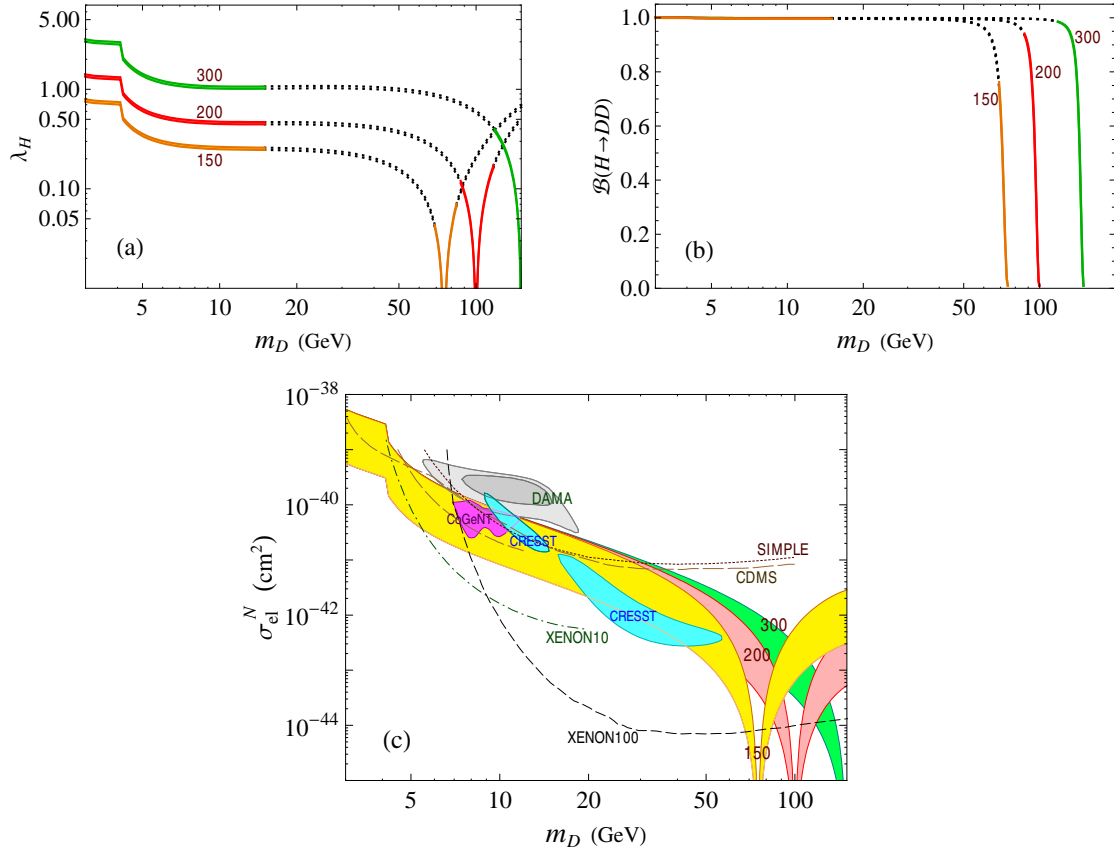 5.00
1.00
0.50
0.10
0.05
λ_H
300
200
150
(a)
5 10 20 50 100
m_D (GeV)
1.0
0.8
0.6
0.4
0.2
0.0
ℬ(H→DD)
300
200
150
(b)
5 10 20 50 100
m_D (GeV)
10^−38
10^−40
10^−42
10^−44
σ_el^N (cm^2)
DAMA
CoGeNT
CRESST
SIMPLE
CDMS
CRESST
300
XENON10
200
XENON100
150
(c)
5 10 20 50 100
m_D (GeV)